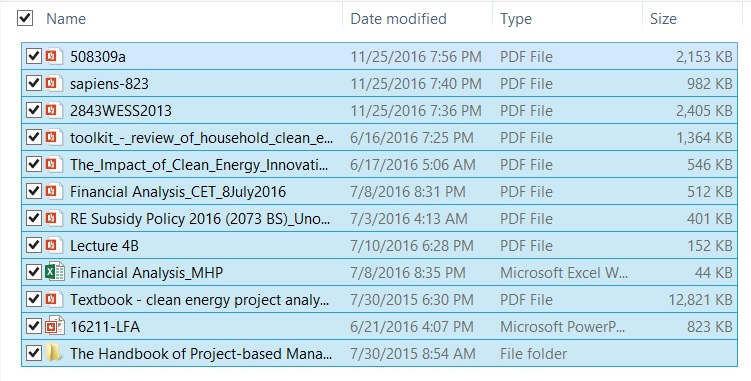 Name Date modified Type Size
508309a 11/25/2016 7:56 PM PDF File 2,153 KB
sapiens-823 11/25/2016 7:40 PM PDF File 982 KB
2843WESS2013 11/25/2016 7:36 PM PDF File 2,405 KB
toolkit_-_review_of_household_clean_e... 6/16/2016 7:25 PM PDF File 1,364 KB
The_Impact_of_Clean_Energy_Innovati... 6/17/2016 5:06 AM PDF File 546 KB
Financial Analysis_CET_8July2016 7/8/2016 8:31 PM PDF File 512 KB
RE Subsidy Policy 2016 (2073 BS)_Uno... 7/3/2016 4:13 AM PDF File 401 KB
Lecture 4B 7/10/2016 6:28 PM PDF File 152 KB
Financial Analysis_MHP 7/8/2016 8:35 PM Microsoft Excel W... 44 KB
Textbook - clean energy project analy... 7/30/2015 6:30 PM PDF File 12,821 KB
16211-LFA 6/21/2016 4:07 PM Microsoft PowerP... 823 KB
The Handbook of Project-based Mana... 7/30/2015 8:54 AM File folder